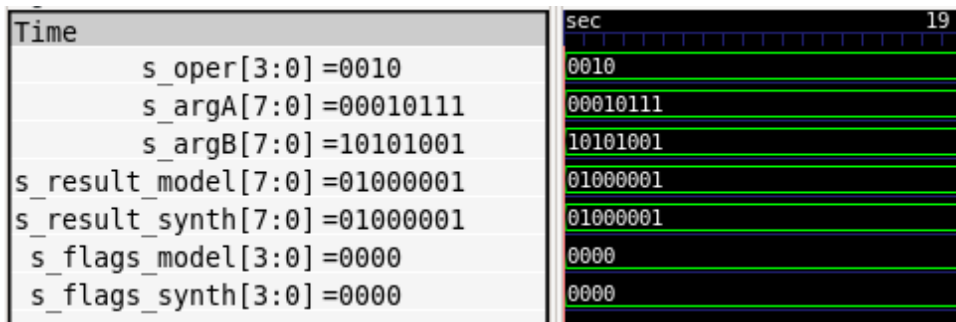 Time
s_oper[3:0]=0010
s_argA[7:0]=00010111
s_argB[7:0]=10101001
s_result_model[7:0]=01000001
s_result_synth[7:0]=01000001
s_flags_model[3:0]=0000
s_flags_synth[3:0]=0000
sec 19
0010
00010111
10101001
01000001
01000001
0000
0000